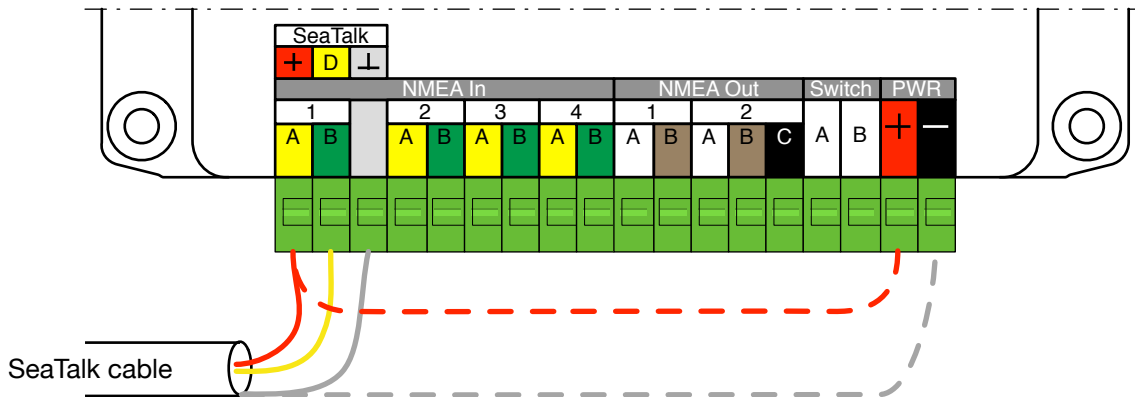 SeaTalk
+ D ⊥
NMEA In NMEA Out Switch PWR
1 2 3 4 1 2
A B A B A B A B A B A B C A B + −
SeaTalk cable